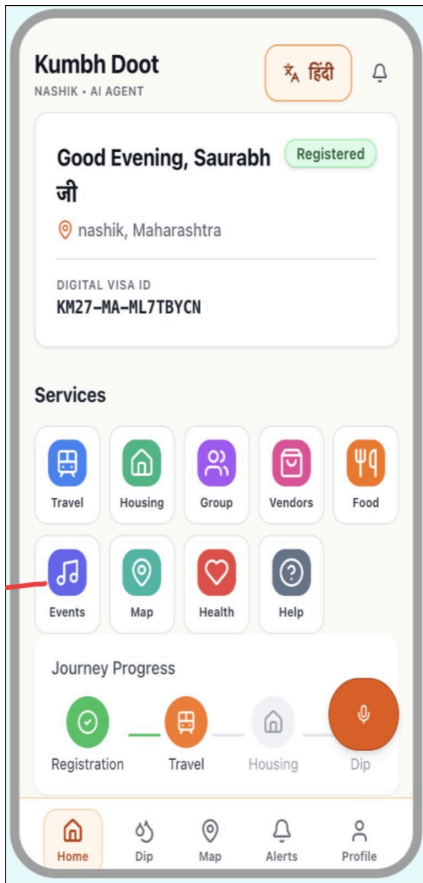 Kumbh Doot
NASHIK • AI AGENT
हिंदी
Good Evening, Saurabh
जी
Registered
nashik, Maharashtra
DIGITAL VISA ID
KM27-MA-ML7TBYCN
Services
Travel Housing Group Vendors Food
Events Map Health Help
Journey Progress
Registration Travel Housing Dip
Home Dip Map Alerts Profile